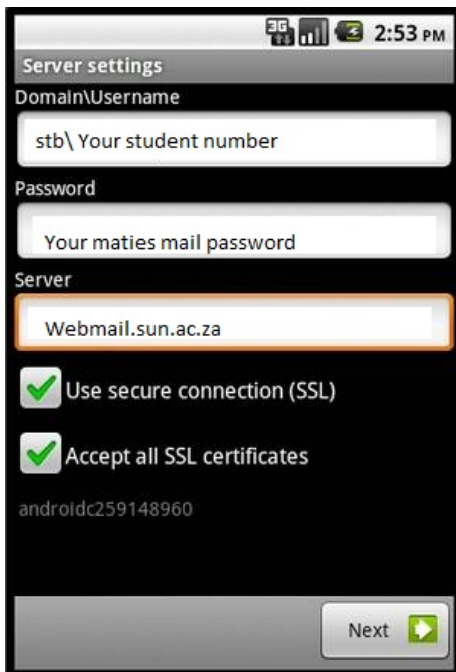 3G 2:53 PM
Server settings
Domain\Username
stb\ Your student number
Password
Your maties mail password
Server
Webmail.sun.ac.za
Use secure connection (SSL)
Accept all SSL certificates
androidc259148960
Next